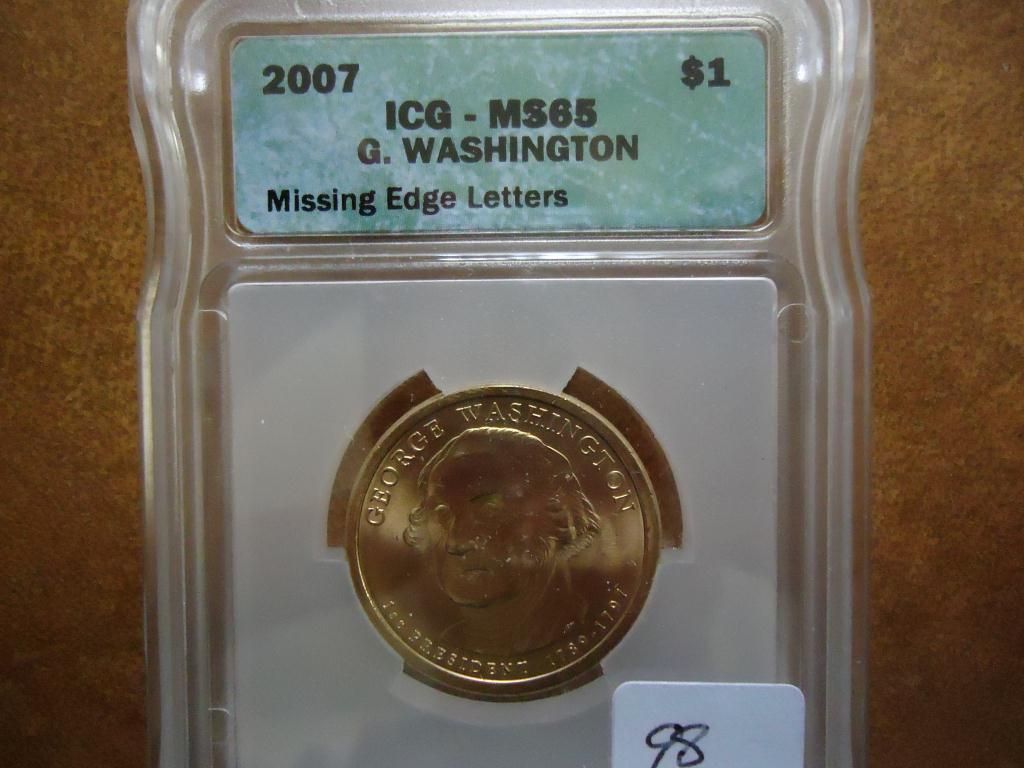 2007 $1
ICG - MS65
G. WASHINGTON
Missing Edge Letters
GEORGE WASHINGTON
1st PRESIDENT 1789-1797
98